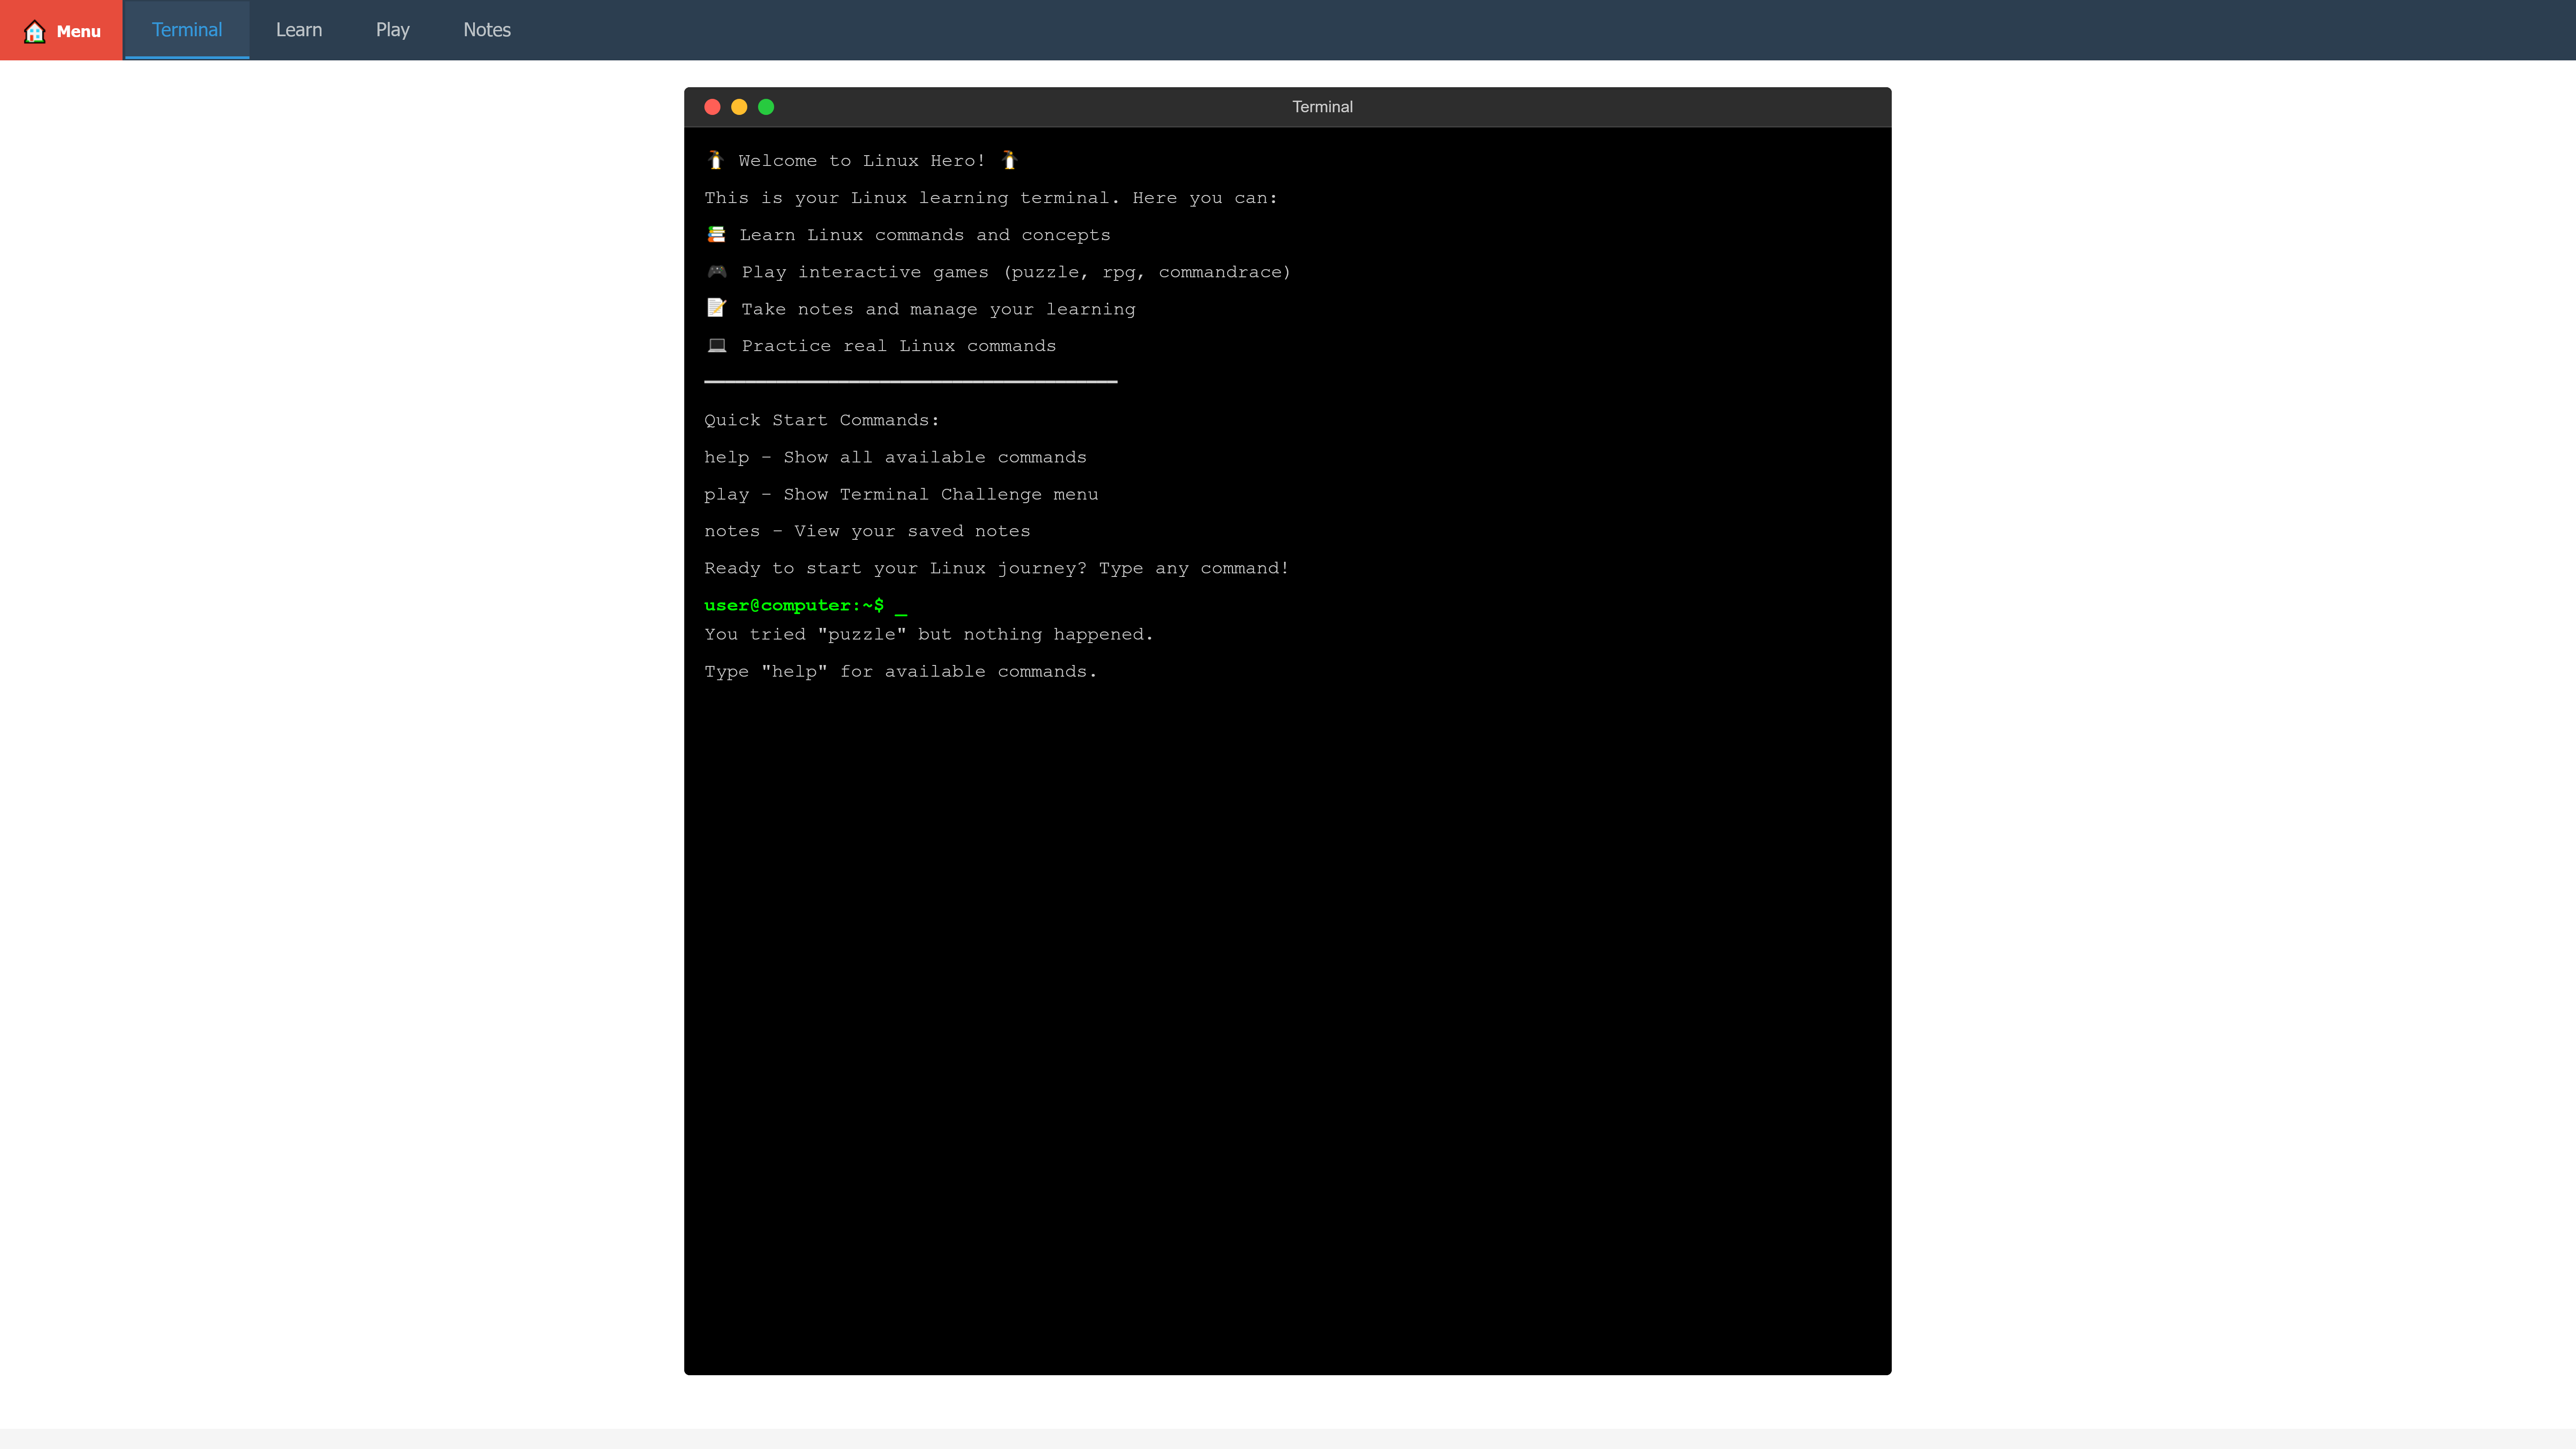 Menu Terminal Learn Play Notes
Terminal
Welcome to Linux Hero!
This is your Linux learning terminal. Here you can:
Learn Linux commands and concepts
Play interactive games (puzzle, rpg, commandrace)
Take notes and manage your learning
Practice real Linux commands
Quick Start Commands:
help - Show all available commands
play - Show Terminal Challenge menu
notes - View your saved notes
Ready to start your Linux journey? Type any command!
user@computer:~$ _
You tried "puzzle" but nothing happened.
Type "help" for available commands.